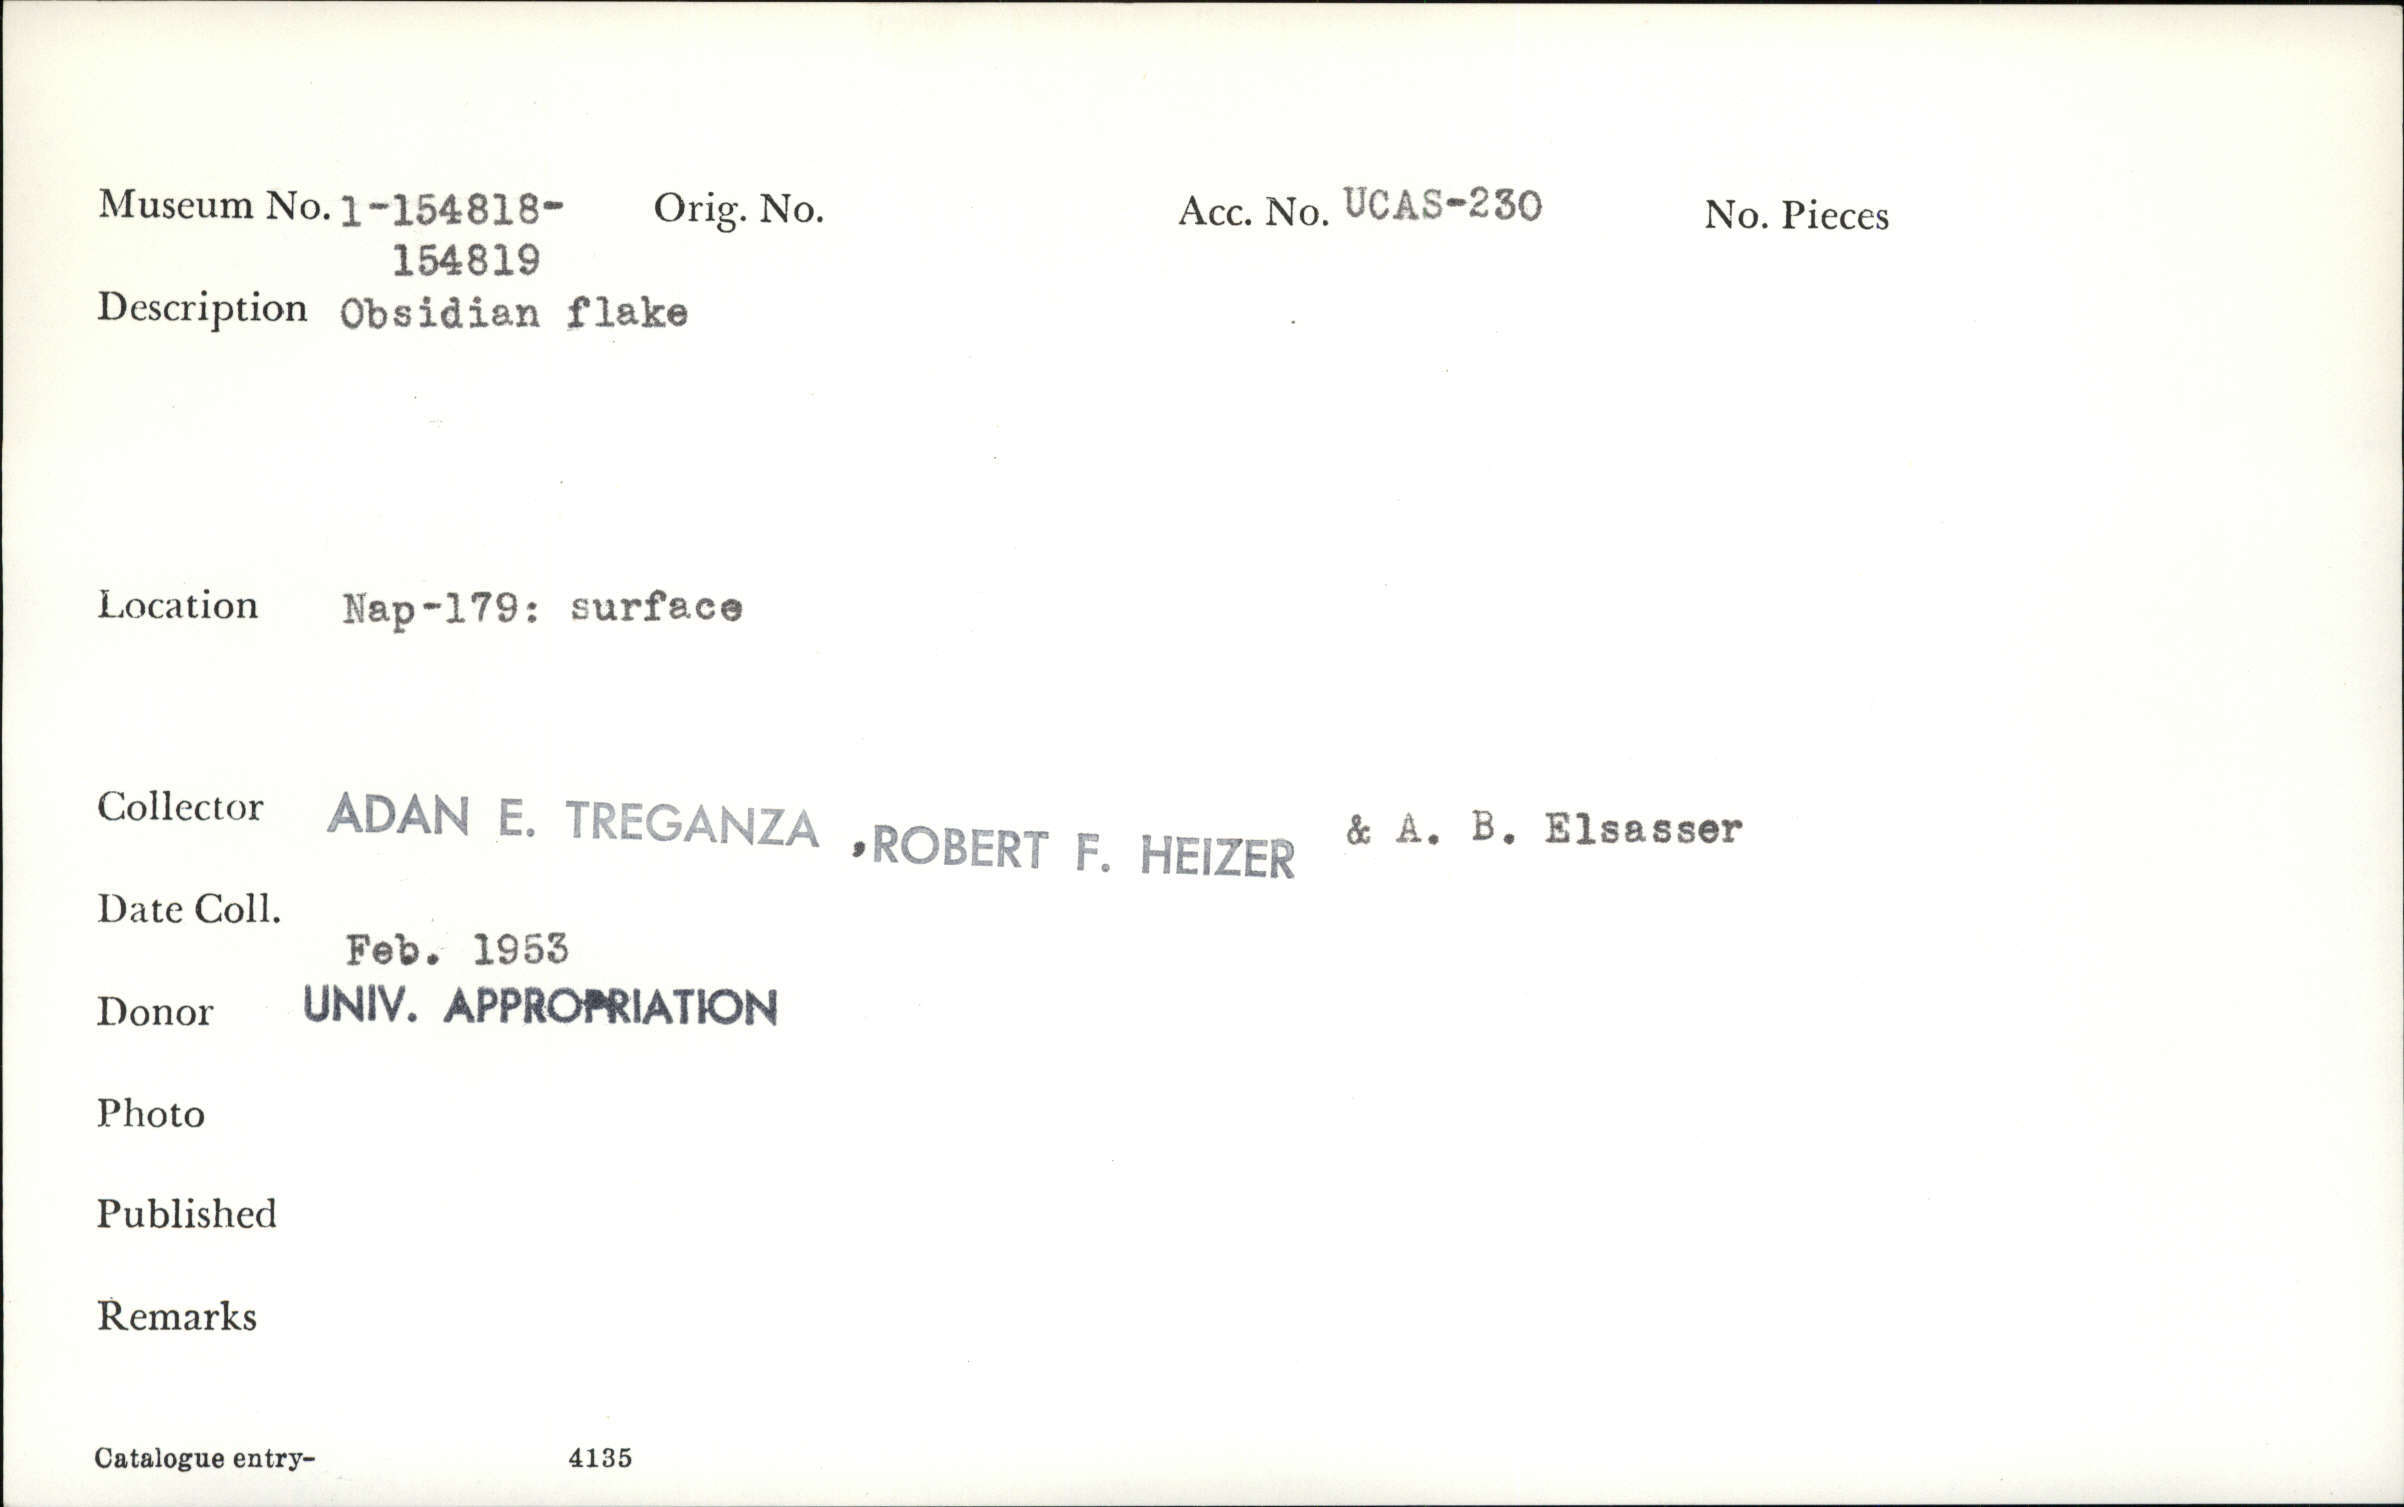 Museum No. 1-154818- Orig. No. Acc. No. UCAS-230 No. Pieces
154819
Description Obsidian flake
Location Nap-179: surface
Collector ADAN E. TREGANZA , ROBERT F. HEIZER & A. B. Elsasser
Date Coll.
Feb. 1953
Donor UNIV. APPROPRIATION
Photo
Published
Remarks
Catalogue entry- 4135